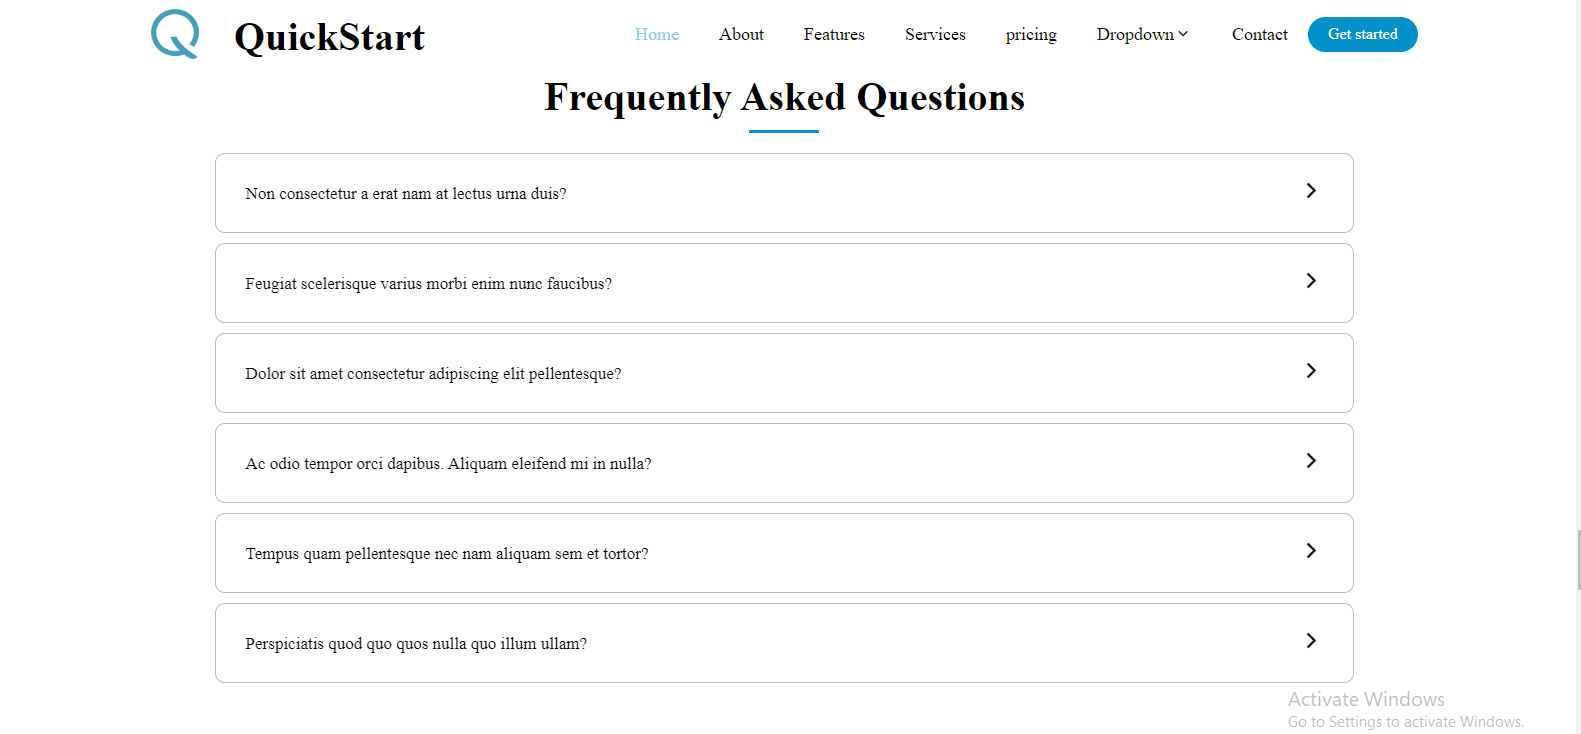 QuickStart
Home About Features Services pricing Dropdown Contact Get started
Frequently Asked Questions
Non consectetur a erat nam at lectus urna duis?
Feugiat scelerisque varius morbi enim nunc faucibus?
Dolor sit amet consectetur adipiscing elit pellentesque?
Ac odio tempor orci dapibus. Aliquam eleifend mi in nulla?
Tempus quam pellentesque nec nam aliquam sem et tortor?
Perspiciatis quod quo quos nulla quo illum ullam?
Activate Windows
Go to Settings to activate Windows.